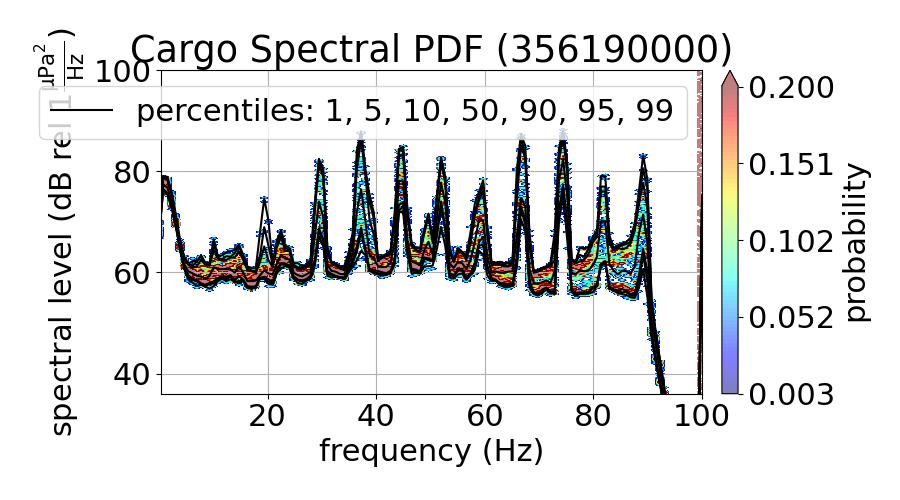 Cargo Spectral PDF (356190000)
percentiles: 1, 5, 10, 50, 90, 95, 99
spectral level (dB rel 1 μPa² / Hz)
100
80
60
40
20
40
60
80
100
frequency (Hz)
0.200
0.151
0.102
0.052
0.003
probability